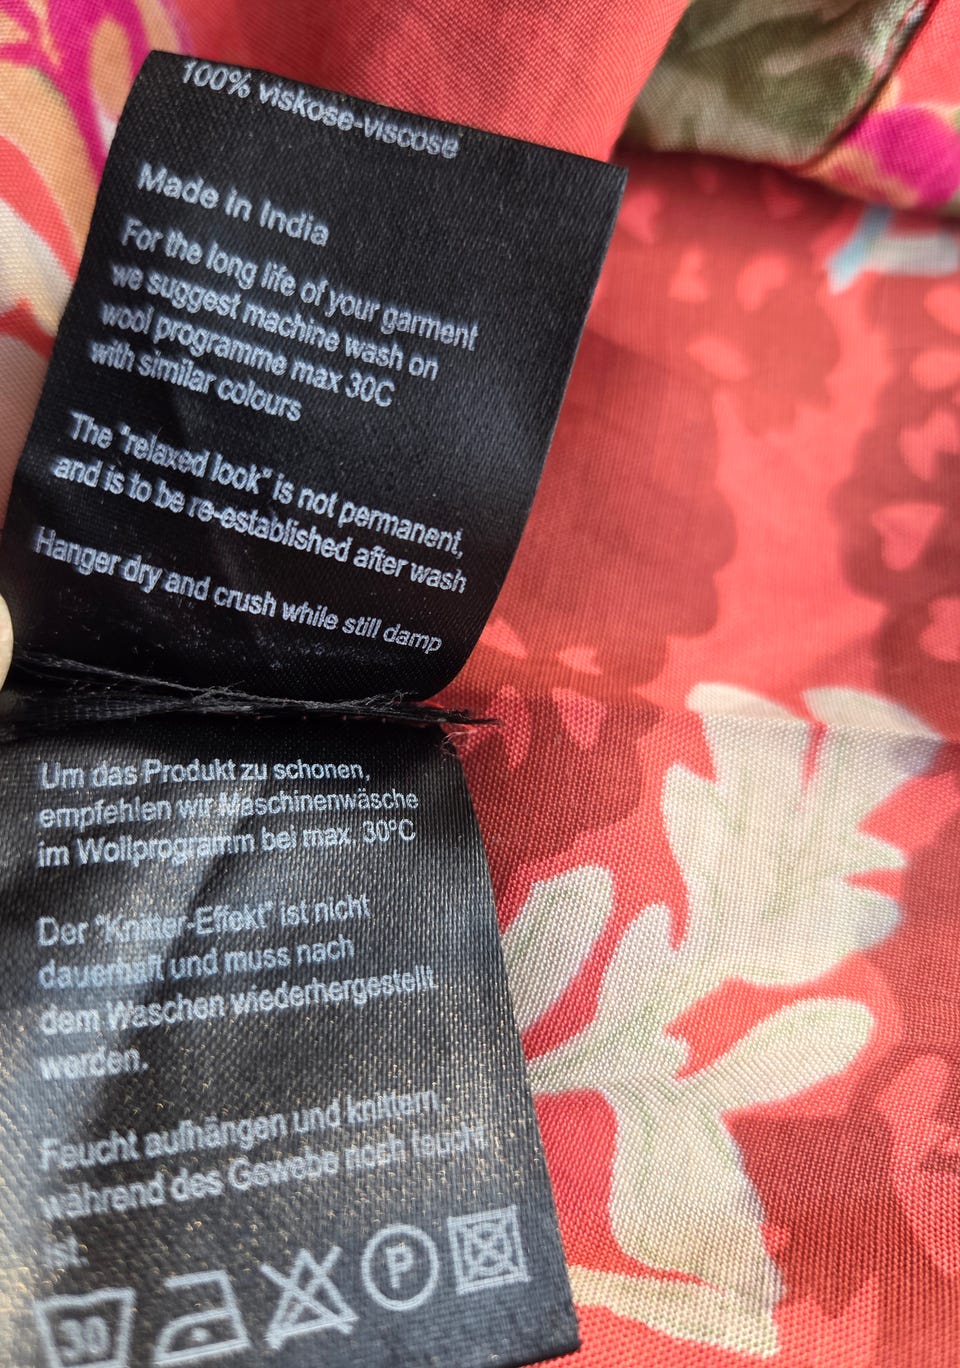 100% viskose-viscose
Made in India
For the long life of your garment
we suggest machine wash on
wool programme max 30C
with similar colours
The "relaxed look" is not permanent,
and is to be re-established after wash
Hanger dry and crush while still damp
Um das Produkt zu schonen,
empfehlen wir Maschinenwäsche
im Wollprogramm bei max. 30°C
Der "Knitter-Effekt" ist nicht
dauerhaft und muss nach
dem Waschen wiederhergestellt
werden.
Feucht aufhängen und knittern,
während des Gewebe noch feucht
ist.
30 P